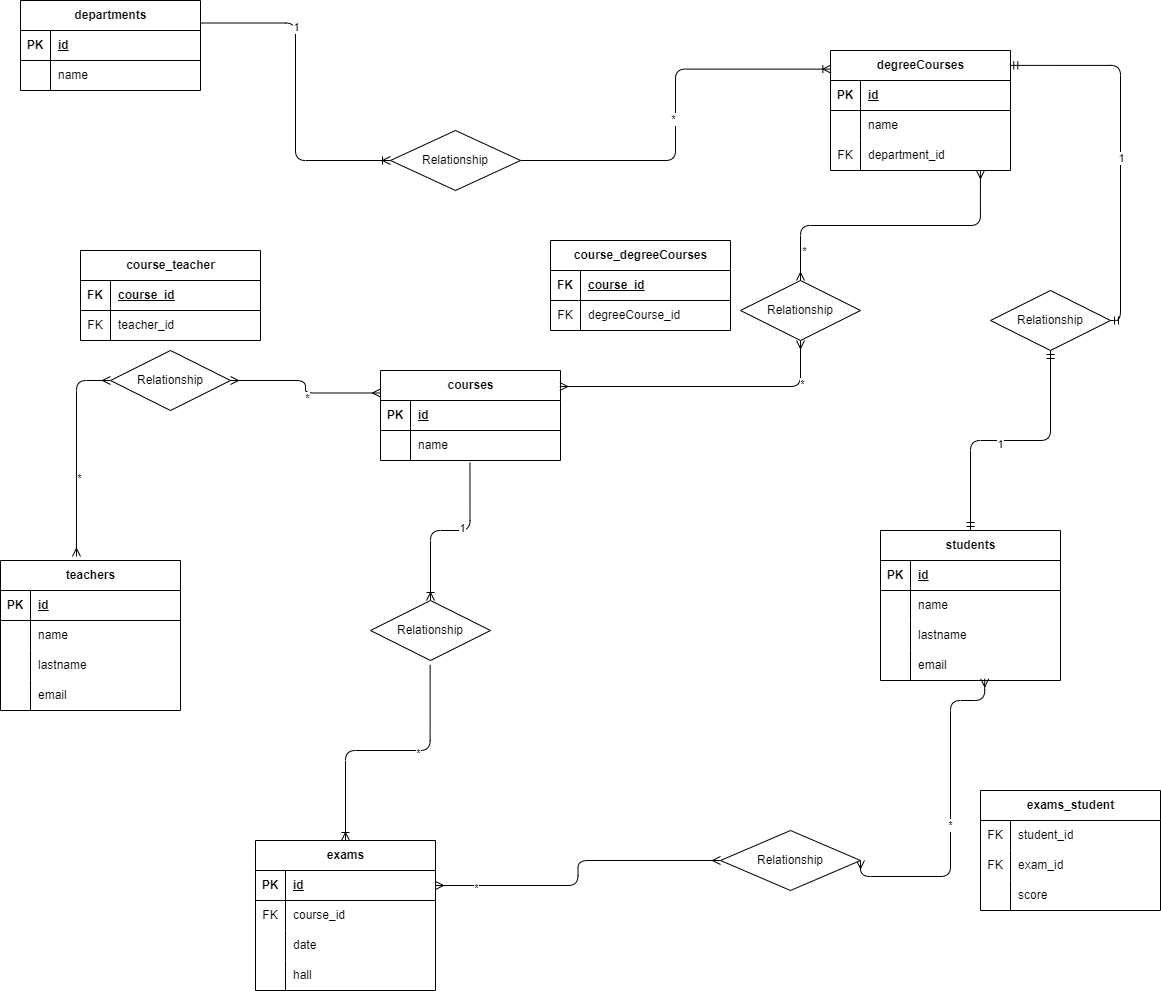 departments
PK id
name
1
Relationship
*
degreeCourses
PK id
name
FK department_id
1
course_teacher
FK course_id
FK teacher_id
Relationship
*
*
course_degreeCourses
FK course_id
FK degreeCourse_id
*
Relationship
*
Relationship
1
courses
PK id
name
1
Relationship
*
teachers
PK id
name
lastname
email
students
PK id
name
lastname
email
*
exams
PK id
FK course_id
date
hall
*
Relationship
exams_student
FK student_id
FK exam_id
score